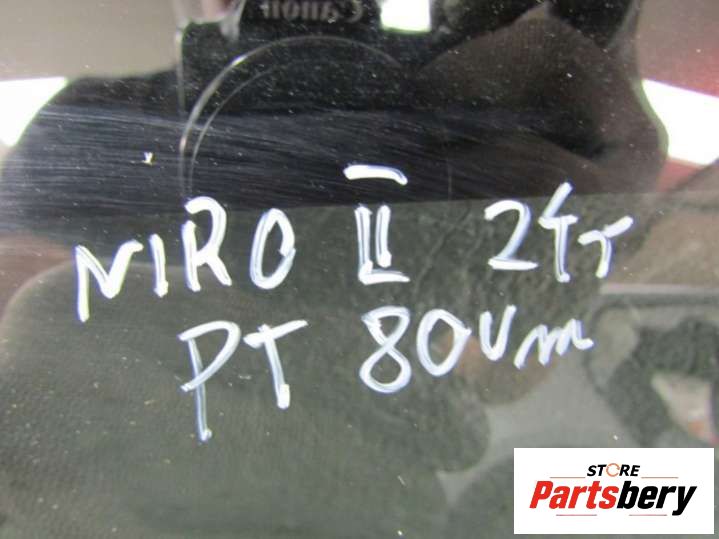 NIRO II 24r
PT 80Um
STORE
Partsbery